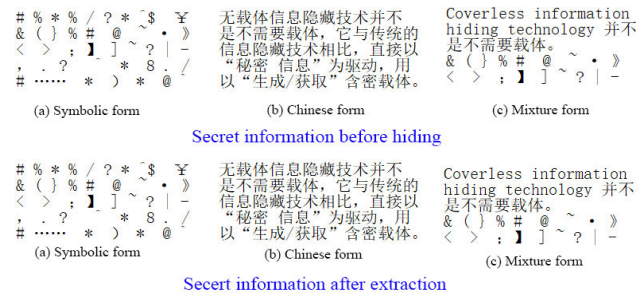 # % * % / ? * ˆ$ ￥
& ( } % # @ ~ • 》
< > ; 】 ] ~ ? | −
, . ? ˆ * 8 . /
# …… * ) * @ ˉ
(a) Symbolic form
无载体信息隐藏技术并不
是不需要载体，它与传统的
信息隐藏技术相比，直接以
“秘密 信息”为驱动，用
以“生成/获取”含密载体。
(b) Chinese form
Coverless information
hiding technology 并不
是不需要载体。
& ( } % # @ ~ • 》
< > ; 】 ] ~ ? | −
(c) Mixture form
Secret information before hiding
# % * % / ? * ˆ$ ￥
& ( } % # @ ~ • 》
< > ; 】 ] ~ ? | −
, . ? ˆ * 8 . /
# …… * ) * @ ˉ
(a) Symbolic form
无载体信息隐藏技术并不
是不需要载体，它与传统的
信息隐藏技术相比，直接以
“秘密 信息”为驱动，用
以“生成/获取”含密载体。
(b) Chinese form
Coverless information
hiding technology 并不
是不需要载体。
& ( } % # @ ~ • 》
< > ; 】 ] ~ ? | −
(c) Mixture form
Secert information after extraction